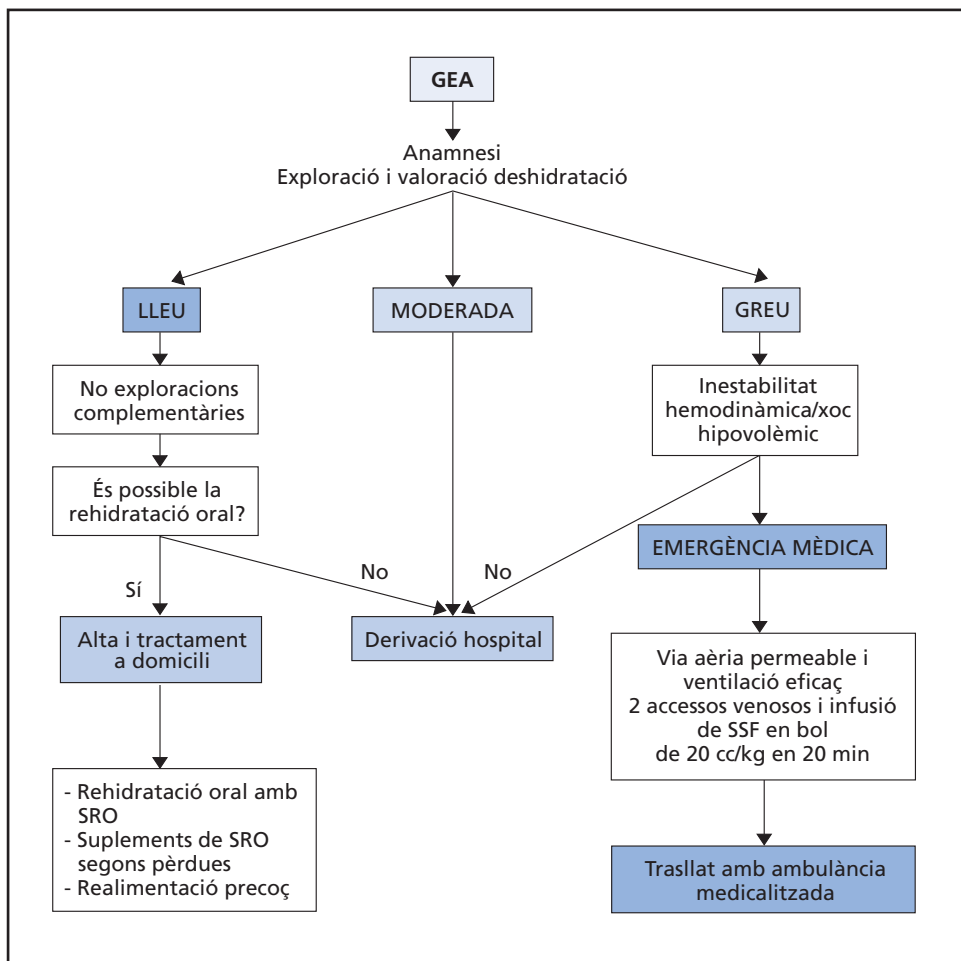 GEA
Anamnesi
Exploració i valoració deshidratació
LLEU
MODERADA
GREU
No exploracions
complementàries
Inestabilitat
hemodinàmica/xoc
hipovolèmic
És possible la
rehidratació oral?
EMERGÈNCIA MÈDICA
Sí
No
No
Alta i tractament
a domicili
Derivació hospital
Via aèria permeable i
ventilació eficaç
2 accessos venosos i infusió
de SSF en bol
de 20 cc/kg en 20 min
- Rehidratació oral amb
SRO
- Suplements de SRO
segons pèrdues
- Realimentació precoç
Trasllat amb ambulància
medicalitzada